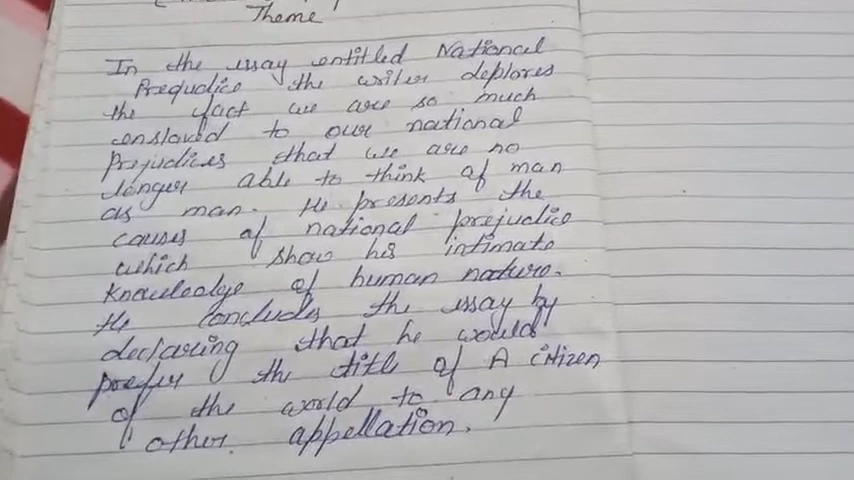 Theme
In the essay entitled National
Prequdice the writer deplores
the fact we are so much
enslaved to our national
Prejudices that we are no
longer able to think of man
as man. He presents the
causes of national prejudice
which show his intimate
knowledge of human nature.
He concludes the essay by
declaring that he would
prefer the title of A citizen
of the world to any
other appellation.